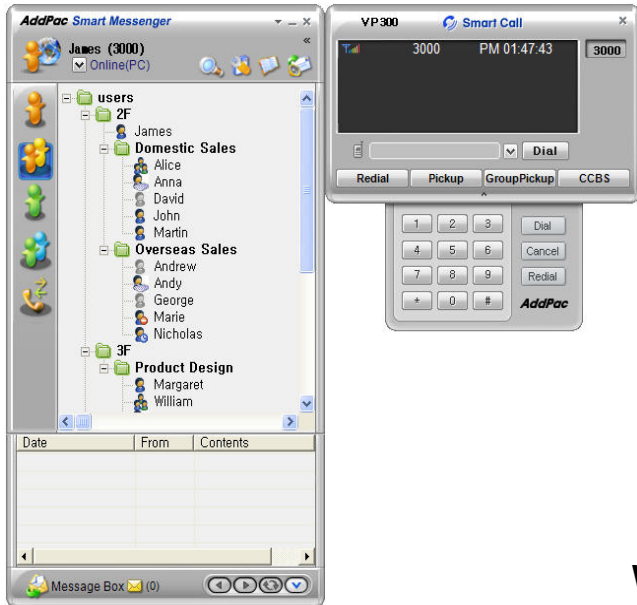 AddPac Smart Messenger
James (3000)
Online(PC)
users
2F
James
Domestic Sales
Alice
Anna
David
John
Martin
Overseas Sales
Andrew
Andy
George
Marie
Nicholas
3F
Product Design
Margaret
William
Date From Contents
Message Box (0)
VP300 Smart Call
3000 PM 01:47:43 3000
Dial
Redial Pickup GroupPickup CCBS
1 2 3 Dial
4 5 6 Cancel
7 8 9 Redial
* 0 # AddPac